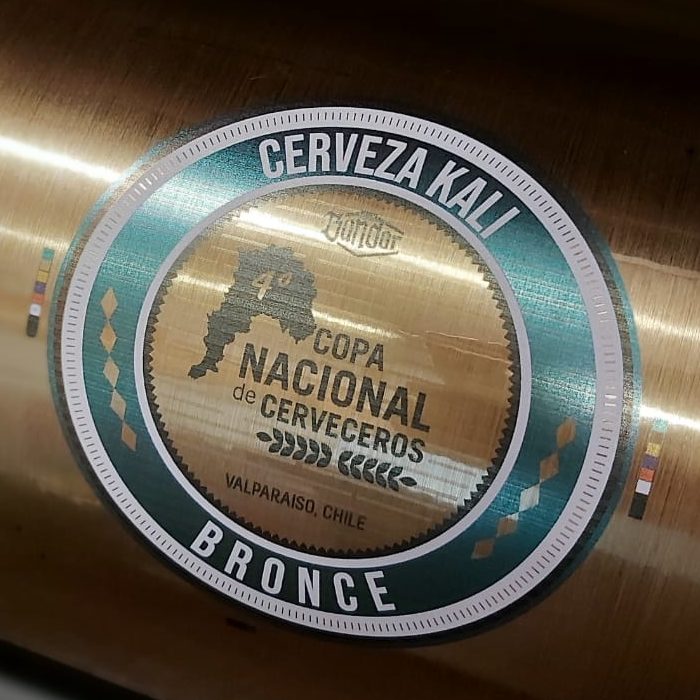 CERVEZA KALI
4º
COPA
NACIONAL
de CERVECEROS
VALPARAISO, CHILE
BRONCE